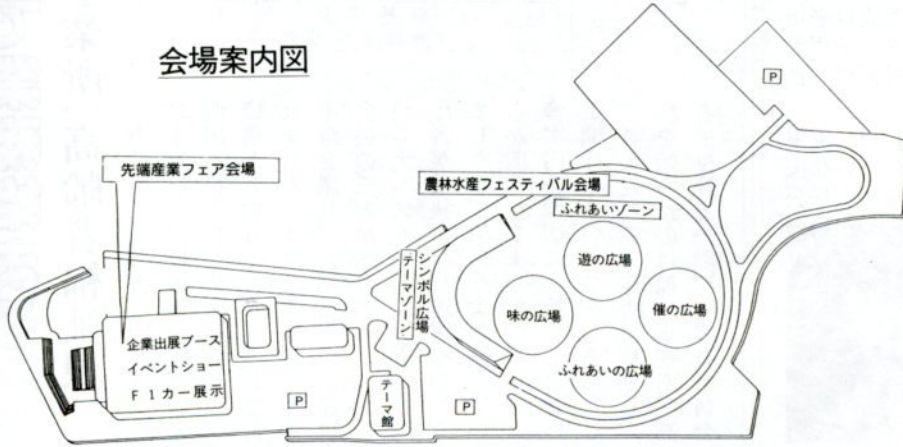 会場案内図
P
先端産業フェア会場
農林水産フェスティバル会場
ふれあいゾーン
シンボル広場
テーマゾーン
遊の広場
味の広場
催の広場
ふれあいの広場
企業出展ブース
イベントショー
F1カー展示
P
テーマ館
P